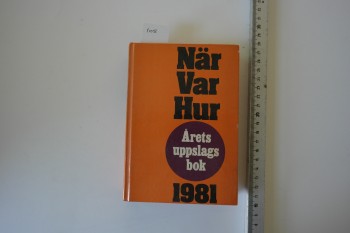 När
Var
Hur
Årets
uppslags
bok
1981